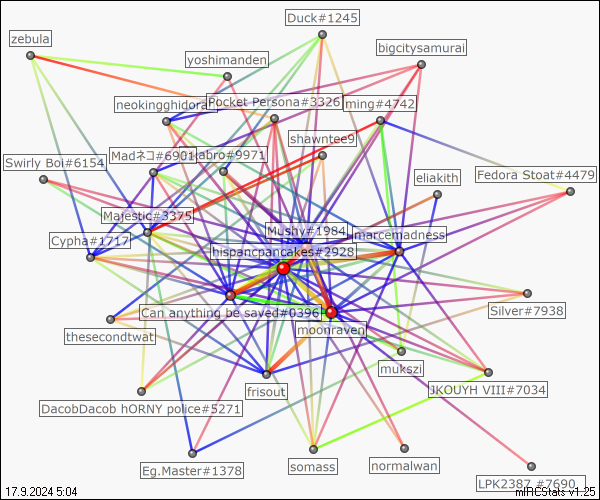 Duck#1245
zebula
bigcitysamurai
yoshimanden
neokingghidora
Pocket Persona#3326
ming#4742
shawntee9
Madネコ#6901
labro#9971
Swirly Boi#6154
eliakith
Fedora Stoat#4479
Majestic#3375
Mushy#1984
marcemadness
Cypha#1717
hispancpancakes#2928
Can anything be saved#0396
Silver#7938
moonraven
thesecondtwat
mukszi
frisout
JKOUYH VIII#7034
DacobDacob hORNY police#5271
Eg.Master#1378
somass
normalwan
LPK2387 #7690
17.9.2024 5:04
mIRCStats v1.25